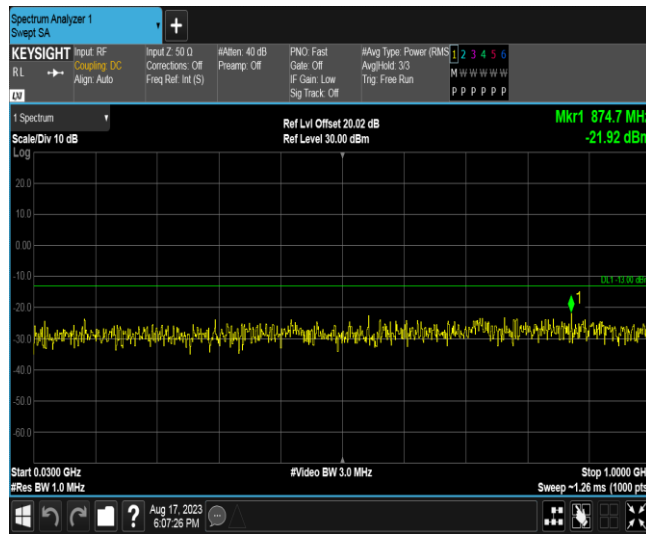 Spectrum Analyzer 1
Swept SA
+
KEYSIGHT
RL
LXI
Input: RF
Coupling: DC
Align: Auto
Input Z: 50 Ω
Corrections: Off
Freq Ref: Int (S)
#Atten: 40 dB
Preamp: Off
PNO: Fast
Gate: Off
IF Gain: Low
Sig Track: Off
#Avg Type: Power (RMS
Avg|Hold: 3/3
Trig: Free Run
1 2 3 4 5 6
M W W W W W
P P P P P P
1 Spectrum
Scale/Div 10 dB
Log
Ref Lvl Offset 20.02 dB
Ref Level 30.00 dBm
Mkr1 874.7 MHz
-21.92 dBm
20.0
10.0
0.00
-10.0
DL1 -13.00 dBm
1
-20.0
-30.0
-40.0
-50.0
-60.0
Start 0.0300 GHz
#Res BW 1.0 MHz
#Video BW 3.0 MHz
Stop 1.0000 GH
Sweep ~1.26 ms (1000 pts
?
Aug 17, 2023
6:07:26 PM